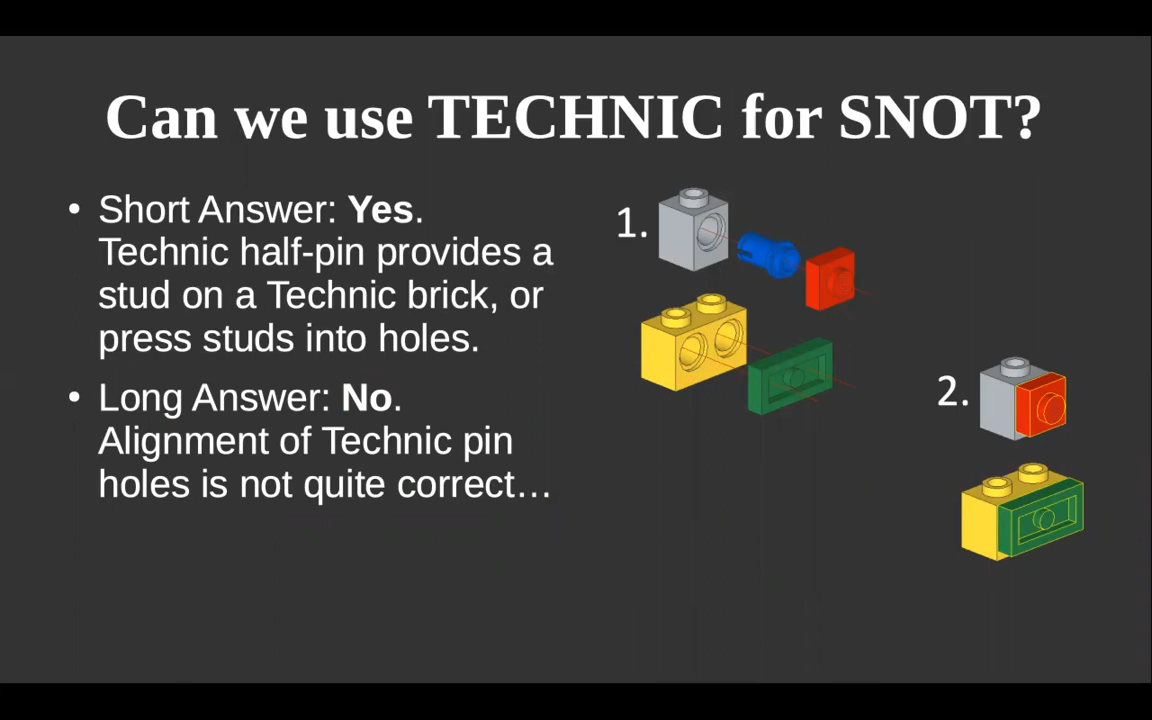 Can we use TECHNIC for SNOT?
• Short Answer: Yes.
Technic half-pin provides a
stud on a Technic brick, or
press studs into holes.
• Long Answer: No.
Alignment of Technic pin
holes is not quite correct…
1.
2.